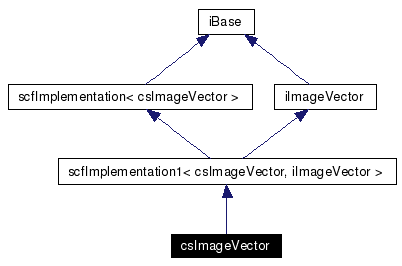 iBase
scfImplementation< csImageVector >
iImageVector
scfImplementation1< csImageVector, iImageVector >
csImageVector